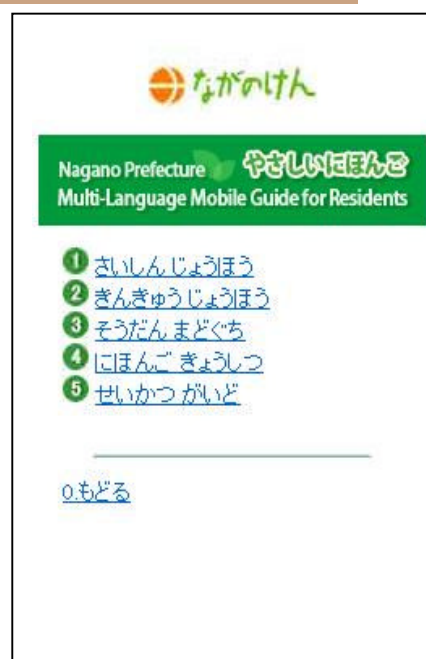 ながのけん
Nagano Prefecture やさしいにほんご
Multi-Language Mobile Guide for Residents
1 さいしん じょうほう
2 きんきゅう じょうほう
3 そうだん まどぐち
4 にほんご きょうしつ
5 せいかつ がいど
0.もどる